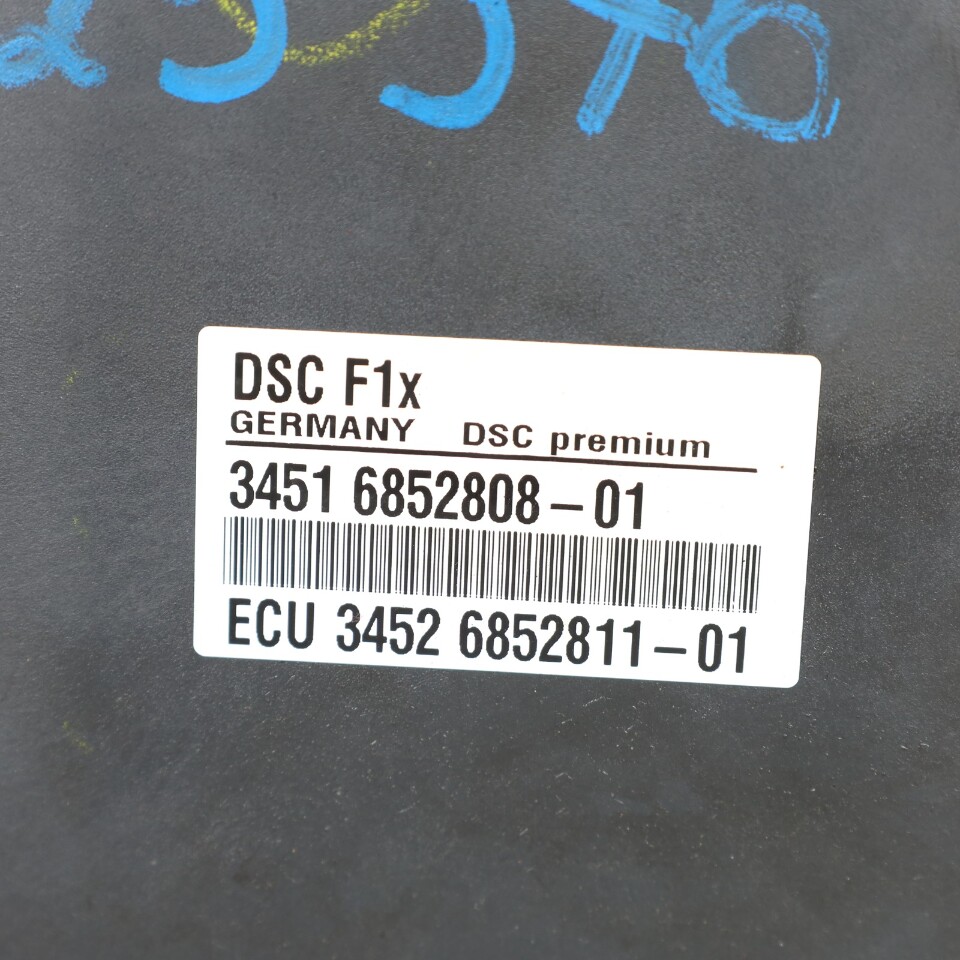 DSC F1x
GERMANY DSC premium
3451 6852808-01
ECU 3452 6852811-01